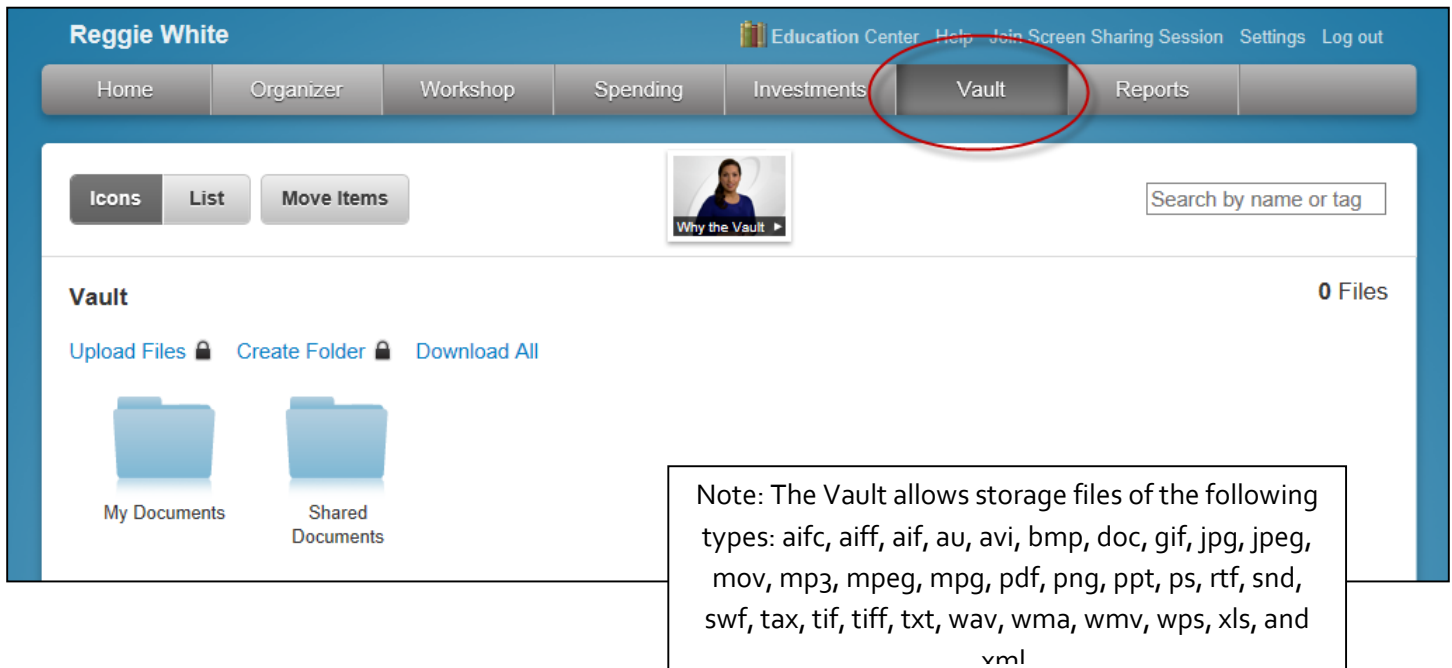 Reggie White
Education Center Help Join Screen Sharing Session Settings Log out
Home Organizer Workshop Spending Investments Vault Reports
Icons List Move Items
Why the Vault
Search by name or tag
Vault
0 Files
Upload Files Create Folder Download All
My Documents
Shared
Documents
Note: The Vault allows storage files of the following
types: aifc, aiff, aif, au, avi, bmp, doc, gif, jpg, jpeg,
mov, mp3, mpeg, mpg, pdf, png, ppt, ps, rtf, snd,
swf, tax, tif, tiff, txt, wav, wma, wmv, wps, xls, and
xml